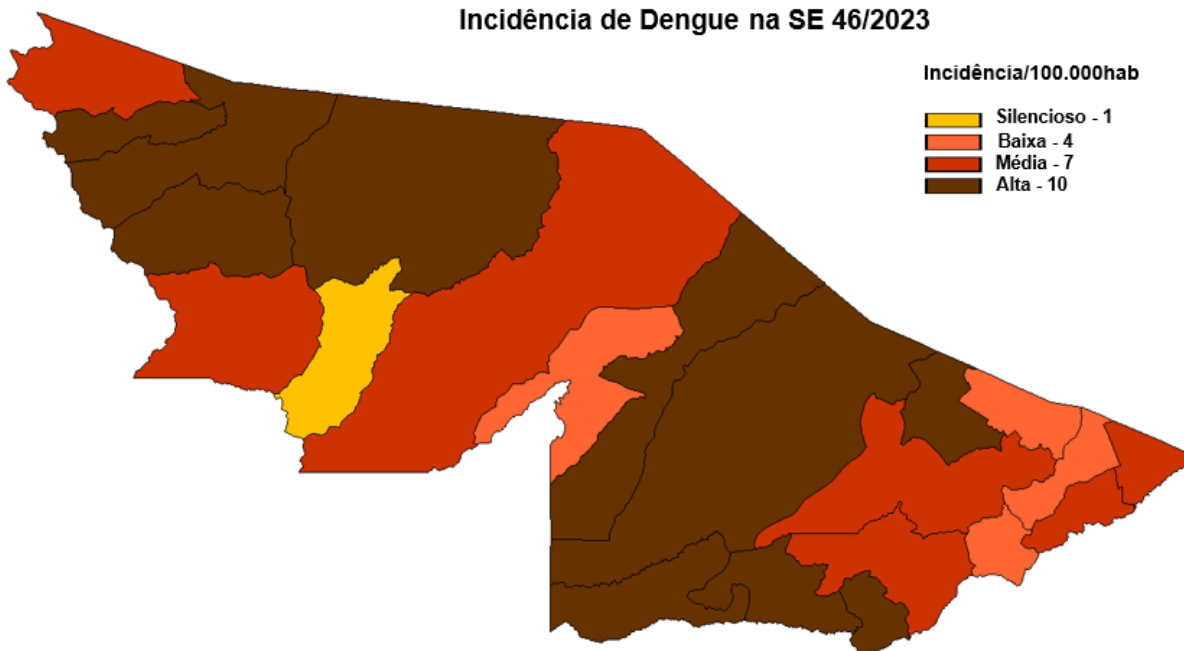 Incidência de Dengue na SE 46/2023
Incidência/100.000hab
Silencioso - 1
Baixa - 4
Média - 7
Alta - 10